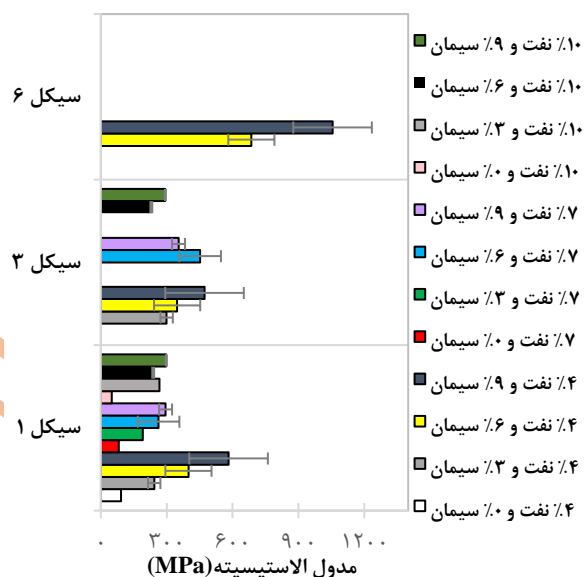 ۱۰٪ نفت و ۹٪ سیمان
۱۰٪ نفت و ۶٪ سیمان
۱۰٪ نفت و ۳٪ سیمان
۱۰٪ نفت و ۰٪ سیمان
۷٪ نفت و ۹٪ سیمان
۷٪ نفت و ۶٪ سیمان
۷٪ نفت و ۳٪ سیمان
۷٪ نفت و ۰٪ سیمان
۴٪ نفت و ۹٪ سیمان
۴٪ نفت و ۶٪ سیمان
۴٪ نفت و ۳٪ سیمان
۴٪ نفت و ۰٪ سیمان
سیکل ۶
سیکل ۳
سیکل ۱
۰ ۳۰۰ ۶۰۰ ۹۰۰ ۱۲۰۰
مدول الاستیسیته(MPa)